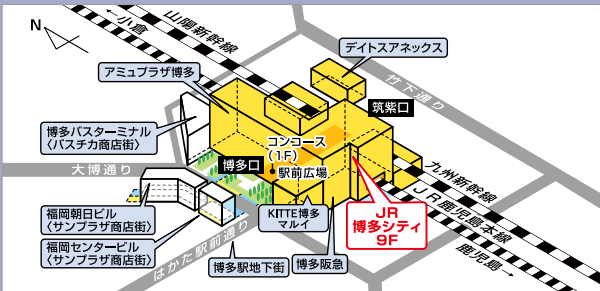 N
←小倉
山陽新幹線
デイトスアネックス
アミュプラザ博多
竹下通り
筑紫口
博多バスターミナル
〈バスチカ商店街〉
コンコース
(1F)
駅前広場
博多口
大博通り
九州新幹線
JR鹿児島本線
鹿児島→
福岡朝日ビル
〈サンプラザ商店街〉
福岡センタービル
〈サンプラザ商店街〉
KITTE博多
マルイ
JR
博多シティ
9F
はかた駅前通り
博多駅地下街
博多阪急